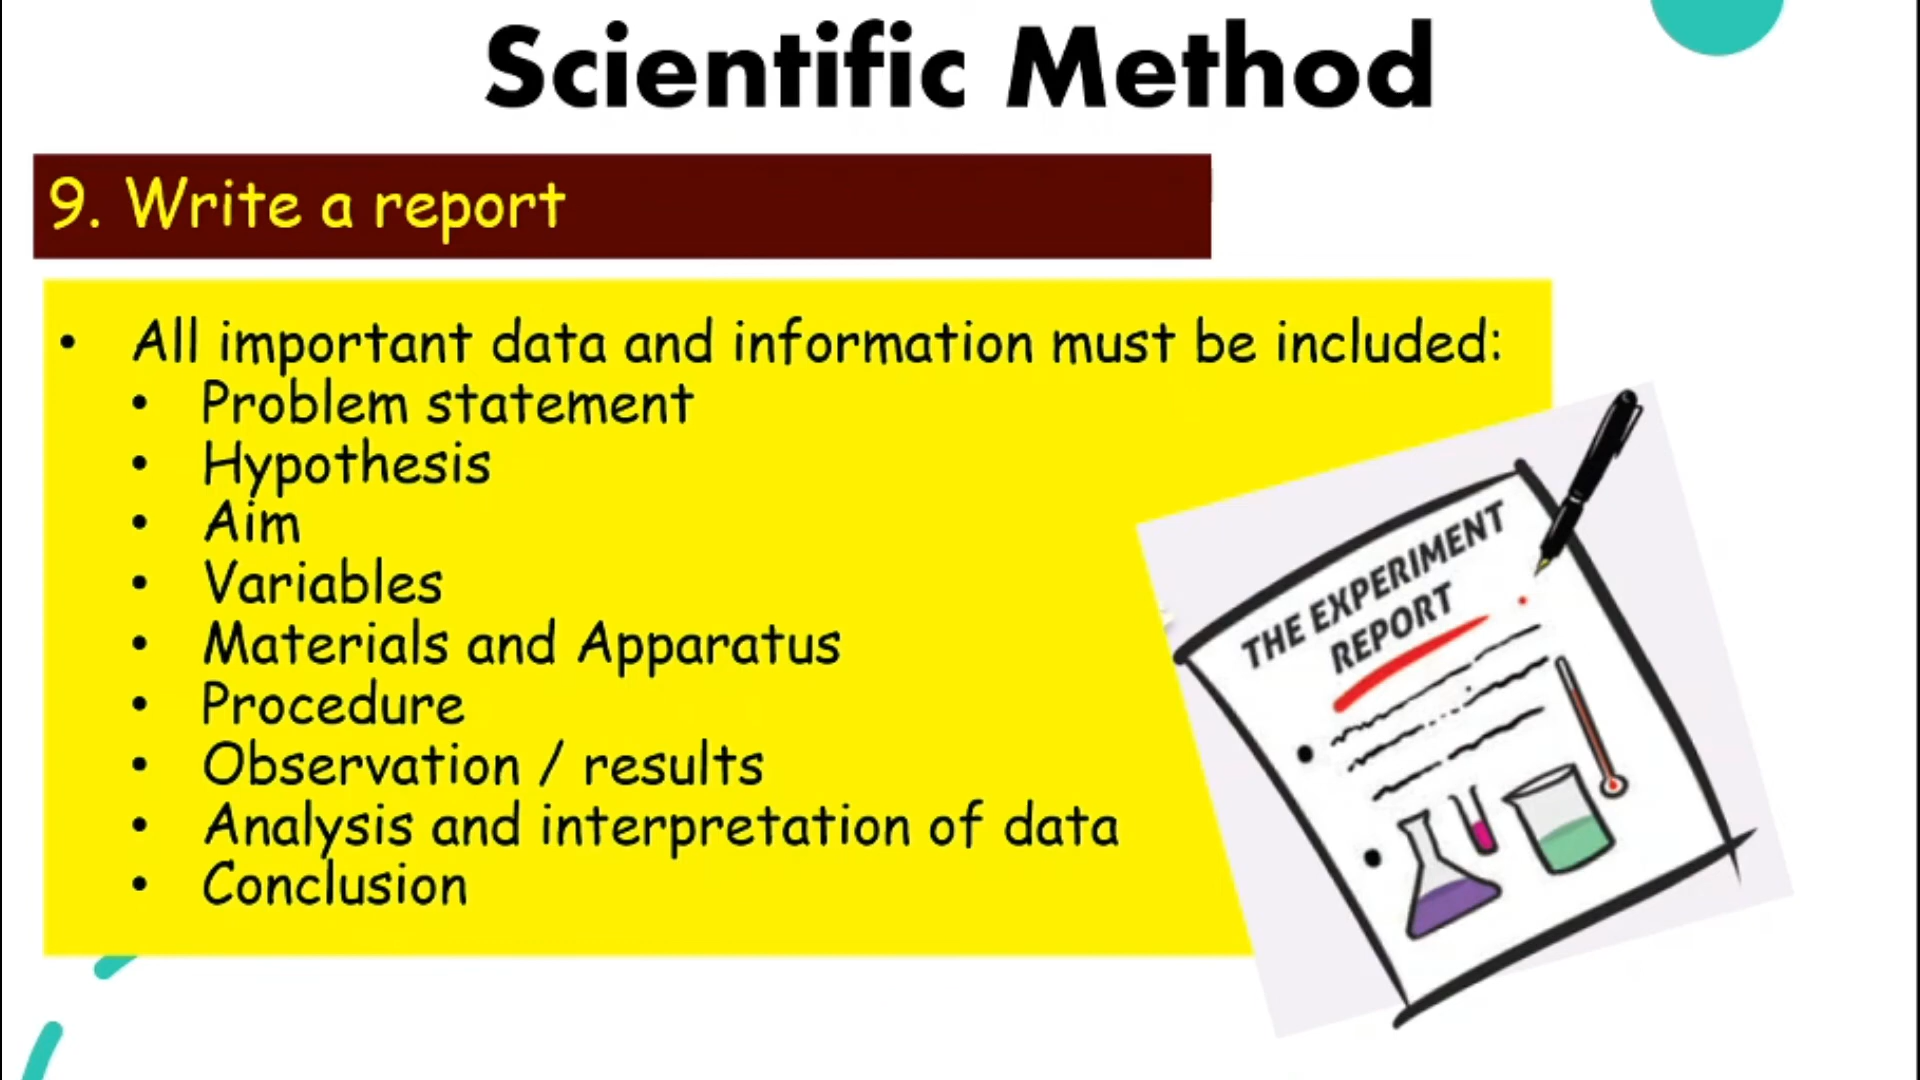 Scientific Method
9. Write a report
• All important data and information must be included:
• Problem statement
• Hypothesis
• Aim
• Variables
• Materials and Apparatus
• Procedure
• Observation / results
• Analysis and interpretation of data
• Conclusion
THE EXPERIMENT
REPORT